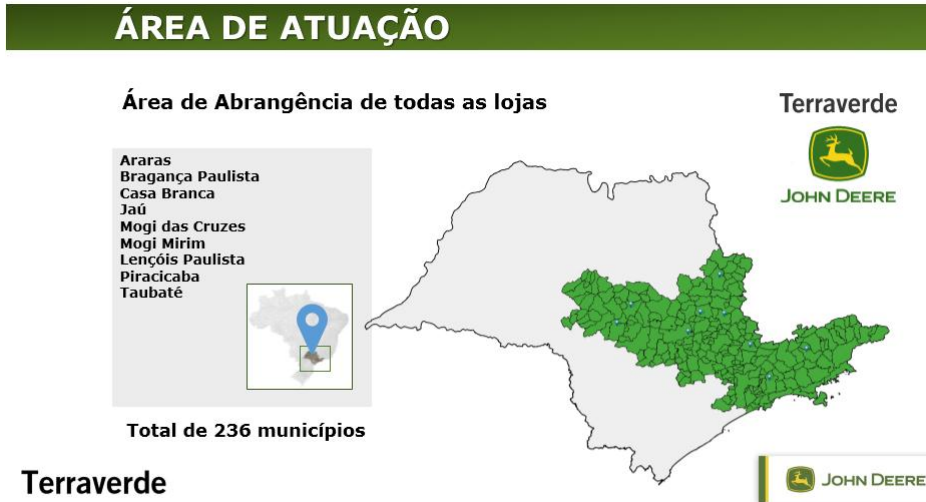 ÁREA DE ATUAÇÃO
Área de Abrangência de todas as lojas
Terraverde
JOHN DEERE
Araras
Bragança Paulista
Casa Branca
Jaú
Mogi das Cruzes
Mogi Mirim
Lençóis Paulista
Piracicaba
Taubaté
Total de 236 municípios
Terraverde
JOHN DEERE